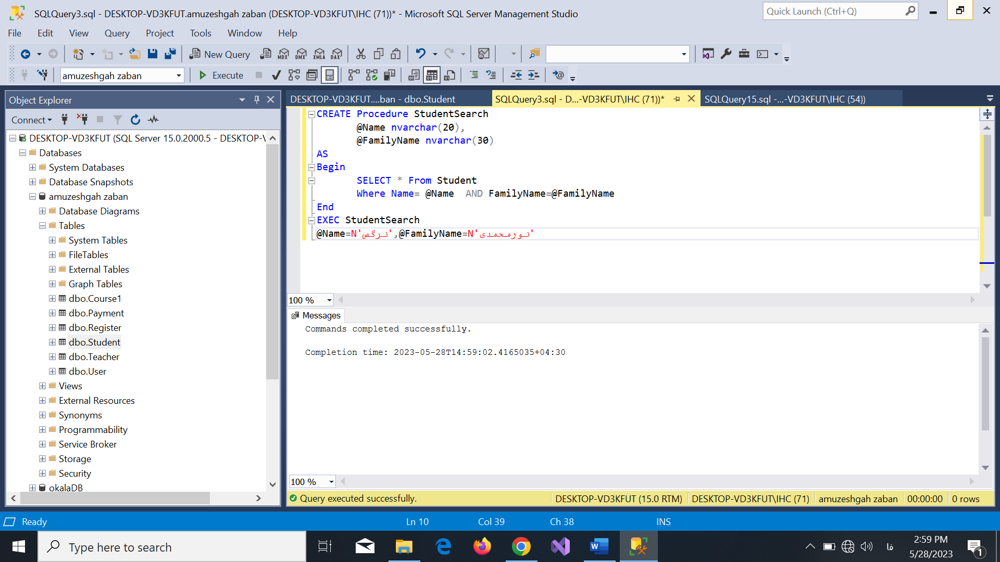 SQLQuery3.sql - DESKTOP-VD3KFUT.amuzeshgah zaban (DESKTOP-VD3KFUT\IHC (71))* - Microsoft SQL Server Management Studio
Quick Launch (Ctrl+Q)
File Edit View Query Project Tools Window Help
New Query MDX DMX XMLA DAX
amuzeshgah zaban Execute
Object Explorer
Connect
DESKTOP-VD3KFUT (SQL Server 15.0.2000.5 - DESKTOP-V
Databases
System Databases
Database Snapshots
amuzeshgah zaban
Database Diagrams
Tables
System Tables
FileTables
External Tables
Graph Tables
dbo.Course1
dbo.Payment
dbo.Register
dbo.Student
dbo.Teacher
dbo.User
Views
External Resources
Synonyms
Programmability
Service Broker
Storage
Security
okalaDB
DESKTOP-VD3KFUT....ban - dbo.Student
SQLQuery3.sql - D...-VD3KFUT\IHC (71))*
SQLQuery15.sql -...-VD3KFUT\IHC (54))
CREATE Procedure StudentSearch
@Name nvarchar(20),
@FamilyName nvarchar(30)
AS
Begin
SELECT * From Student
Where Name= @Name AND FamilyName=@FamilyName
End
EXEC StudentSearch
@Name=N'نرگس',@FamilyName=N'نورمحمدی'
100 %
Messages
Commands completed successfully.
Completion time: 2023-05-28T14:59:02.4165035+04:30
100 %
Query executed successfully. DESKTOP-VD3KFUT (15.0 RTM) DESKTOP-VD3KFUT\IHC (71) amuzeshgah zaban 00:00:00 0 rows
Ready Ln 10 Col 39 Ch 38 INS
Type here to search
فا
2:59 PM
5/28/2023
1